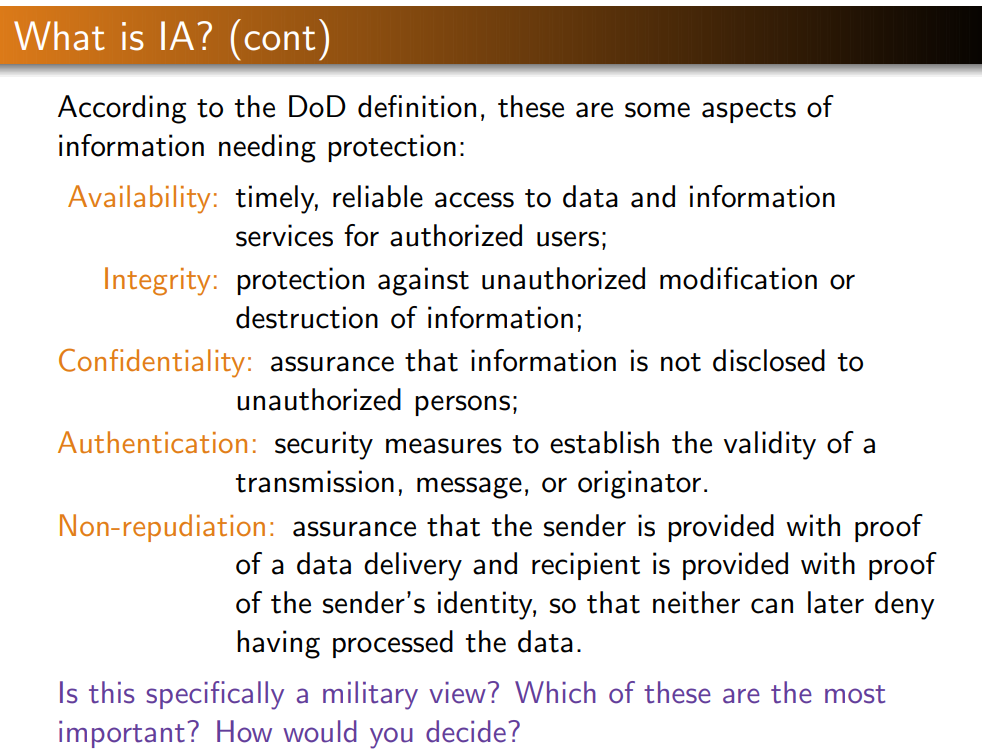 What is IA? (cont)
According to the DoD definition, these are some aspects of
information needing protection:
Availability: timely, reliable access to data and information
services for authorized users;
Integrity: protection against unauthorized modification or
destruction of information;
Confidentiality: assurance that information is not disclosed to
unauthorized persons;
Authentication: security measures to establish the validity of a
transmission, message, or originator.
Non-repudiation: assurance that the sender is provided with proof
of a data delivery and recipient is provided with proof
of the sender's identity, so that neither can later deny
having processed the data.
Is this specifically a military view? Which of these are the most
important? How would you decide?